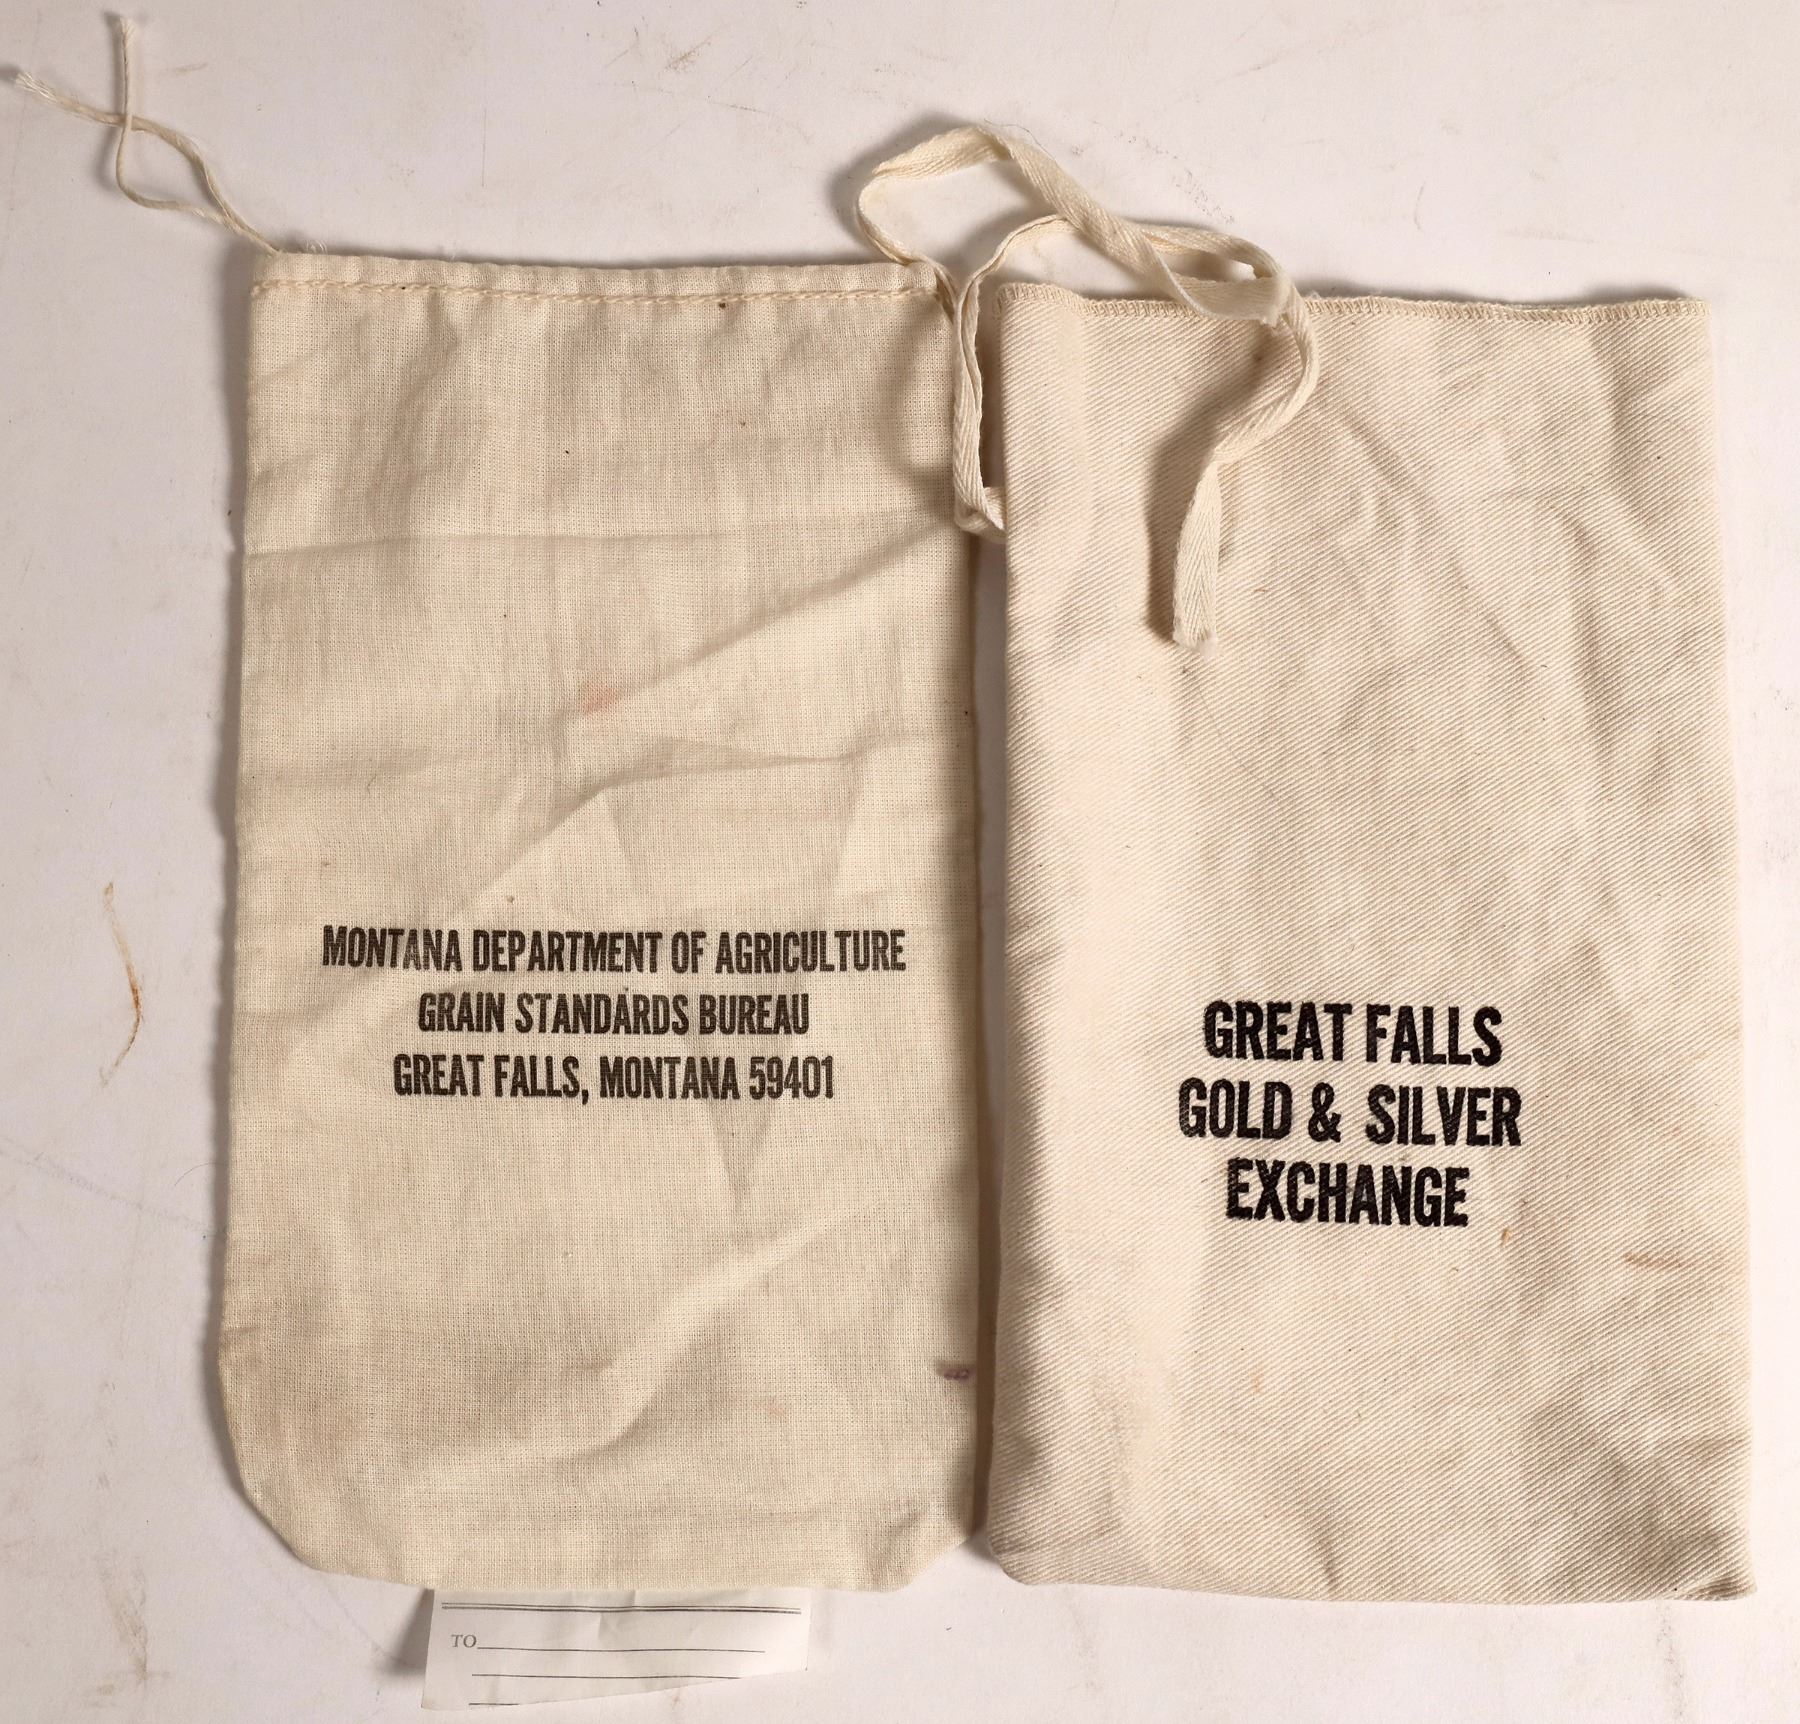 MONTANA DEPARTMENT OF AGRICULTURE
GRAIN STANDARDS BUREAU
GREAT FALLS, MONTANA 59401
TO
GREAT FALLS
GOLD & SILVER
EXCHANGE